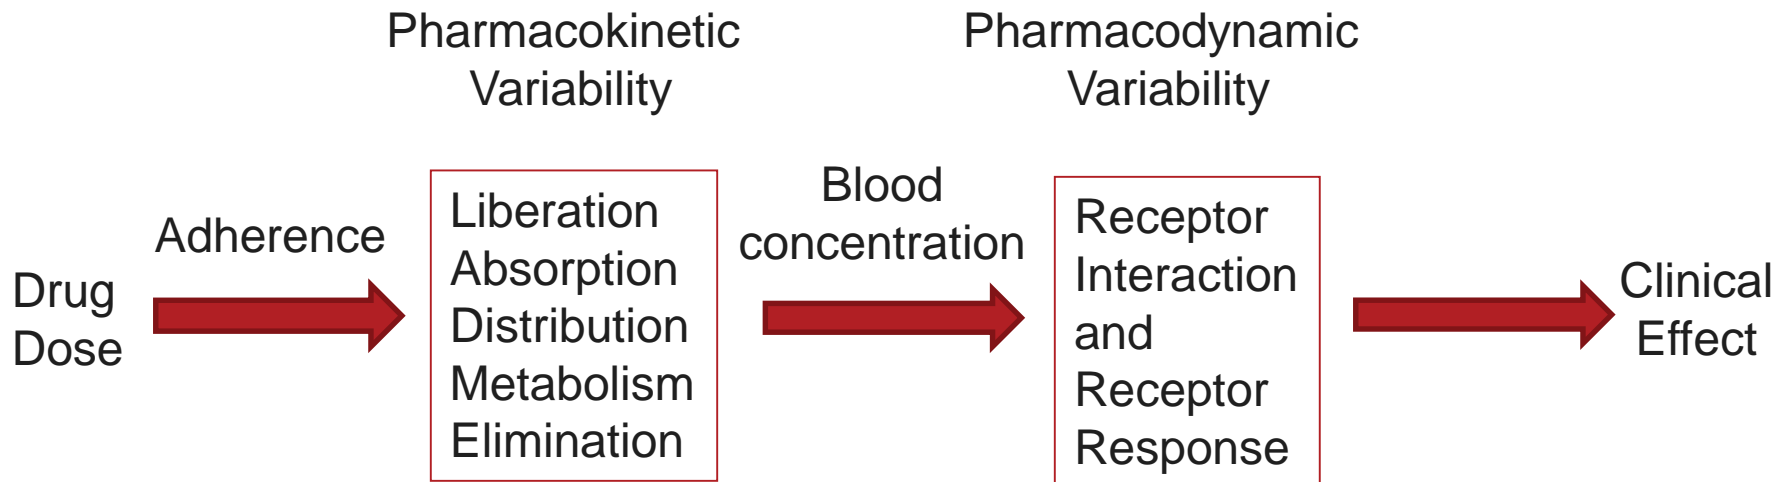 Pharmacokinetic
Variability
Pharmacodynamic
Variability
Drug
Dose
Adherence
Liberation
Absorption
Distribution
Metabolism
Elimination
Blood
concentration
Receptor
Interaction
and
Receptor
Response
Clinical
Effect